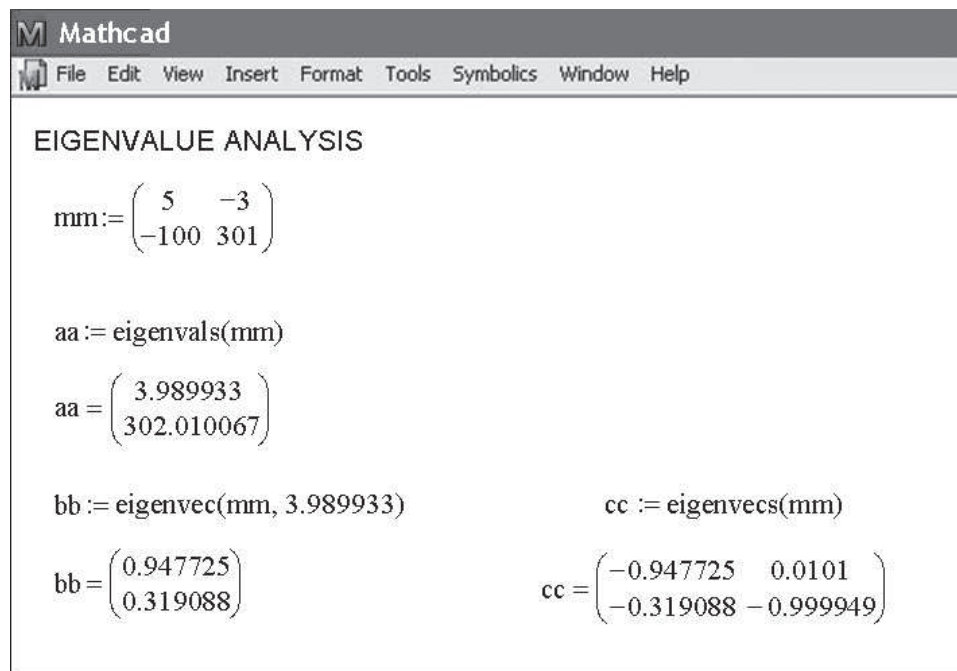 Mathcad
File Edit View Insert Format Tools Symbolics Window Help
EIGENVALUE ANALYSIS
mm := ( 5 −3
−100 301 )
aa := eigenvals(mm)
aa = ( 3.989933
302.010067 )
bb := eigenvec(mm, 3.989933) cc := eigenvecs(mm)
bb = ( 0.947725
0.319088 )
cc = ( −0.947725 0.0101
−0.319088 −0.999949 )